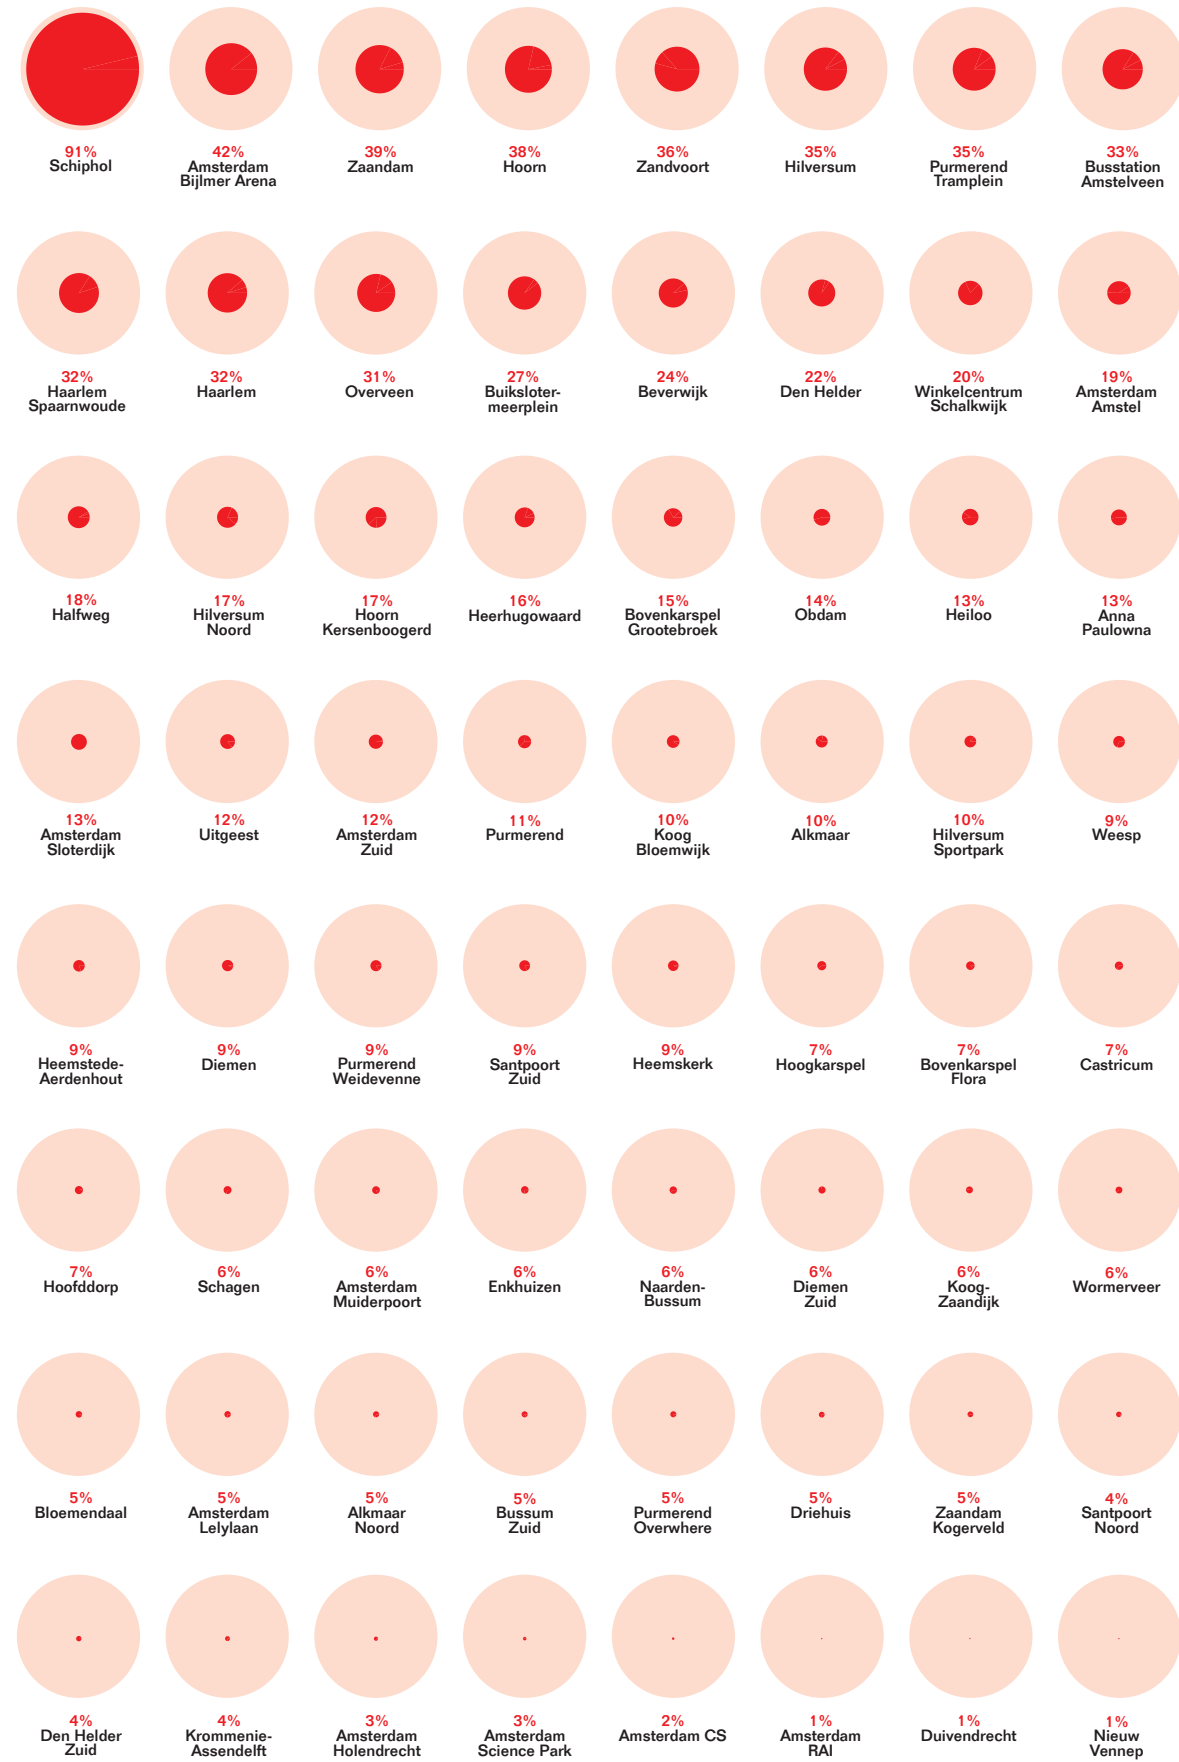 91%
Schiphol
42%
Amsterdam
Bijlmer Arena
39%
Zaandam
38%
Hoorn
36%
Zandvoort
35%
Hilversum
35%
Purmerend
Tramplein
33%
Busstation
Amstelveen
32%
Haarlem
Spaarnwoude
32%
Haarlem
31%
Overveen
27%
Buiksloter-
meerplein
24%
Beverwijk
22%
Den Helder
20%
Winkelcentrum
Schalkwijk
19%
Amsterdam
Amstel
18%
Halfweg
17%
Hilversum
Noord
17%
Hoorn
Kersenboogerd
16%
Heerhugowaard
15%
Bovenkarspel
Grootebroek
14%
Obdam
13%
Heiloo
13%
Anna
Paulowna
13%
Amsterdam
Sloterdijk
12%
Uitgeest
12%
Amsterdam
Zuid
11%
Purmerend
10%
Koog
Bloemwijk
10%
Alkmaar
10%
Hilversum
Sportpark
9%
Weesp
9%
Heemstede-
Aerdenhout
9%
Diemen
9%
Purmerend
Weidevenne
9%
Santpoort
Zuid
9%
Heemskerk
7%
Hoogkarspel
7%
Bovenkarspel
Flora
7%
Castricum
7%
Hoofddorp
6%
Schagen
6%
Amsterdam
Muiderpoort
6%
Enkhuizen
6%
Naarden-
Bussum
6%
Diemen
Zuid
6%
Koog-
Zaandijk
6%
Wormerveer
5%
Bloemendaal
5%
Amsterdam
Lelylaan
5%
Alkmaar
Noord
5%
Bussum
Zuid
5%
Purmerend
Overwhere
5%
Driehuis
5%
Zaandam
Kogerveld
4%
Santpoort
Noord
4%
Den Helder
Zuid
4%
Krommenie-
Assendelft
3%
Amsterdam
Holendrecht
3%
Amsterdam
Science Park
2%
Amsterdam CS
1%
Amsterdam
RAI
1%
Duivendrecht
1%
Nieuw
Vennep